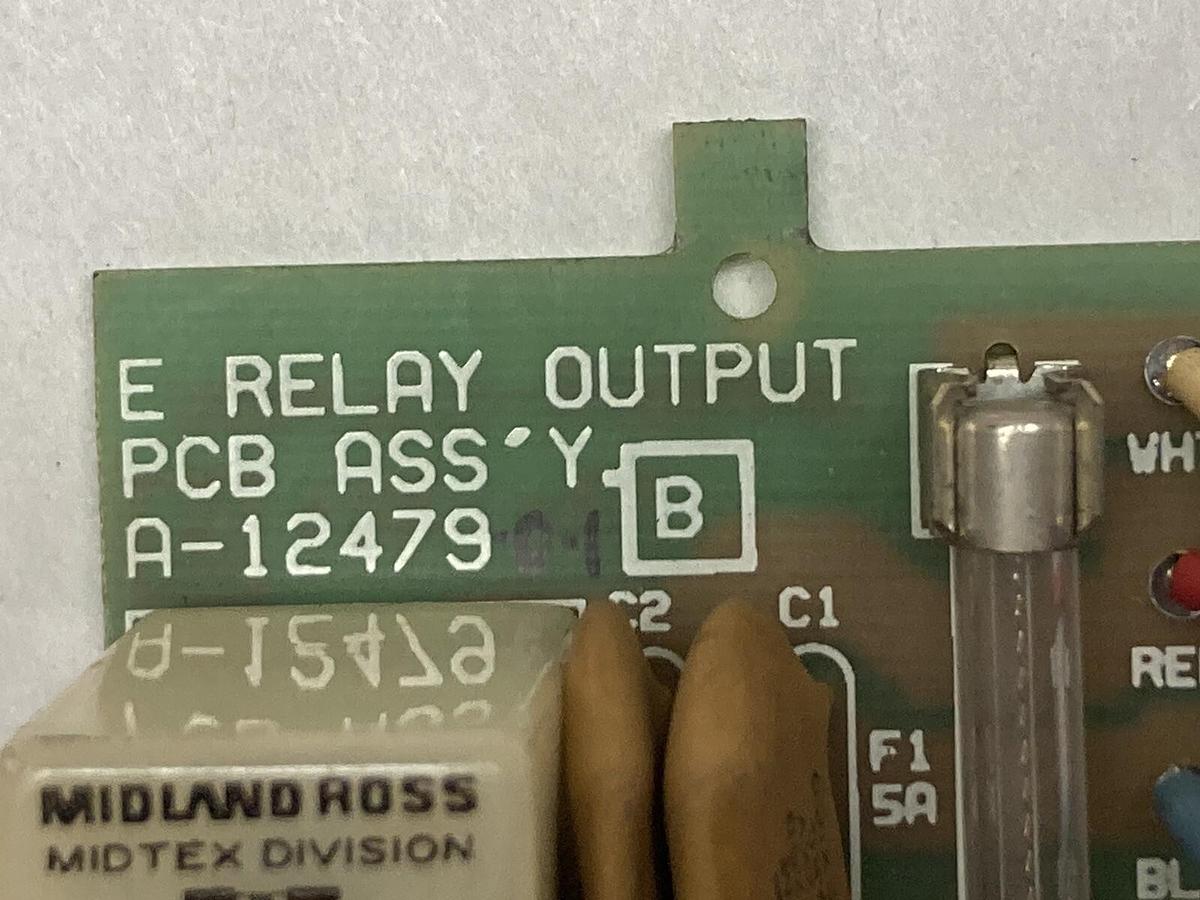 E RELAY OUTPUT
PCB ASS'Y
A-12479
B
C2
C1
F1
5A
MIDLAND ROSS
MIDTEX DIVISION